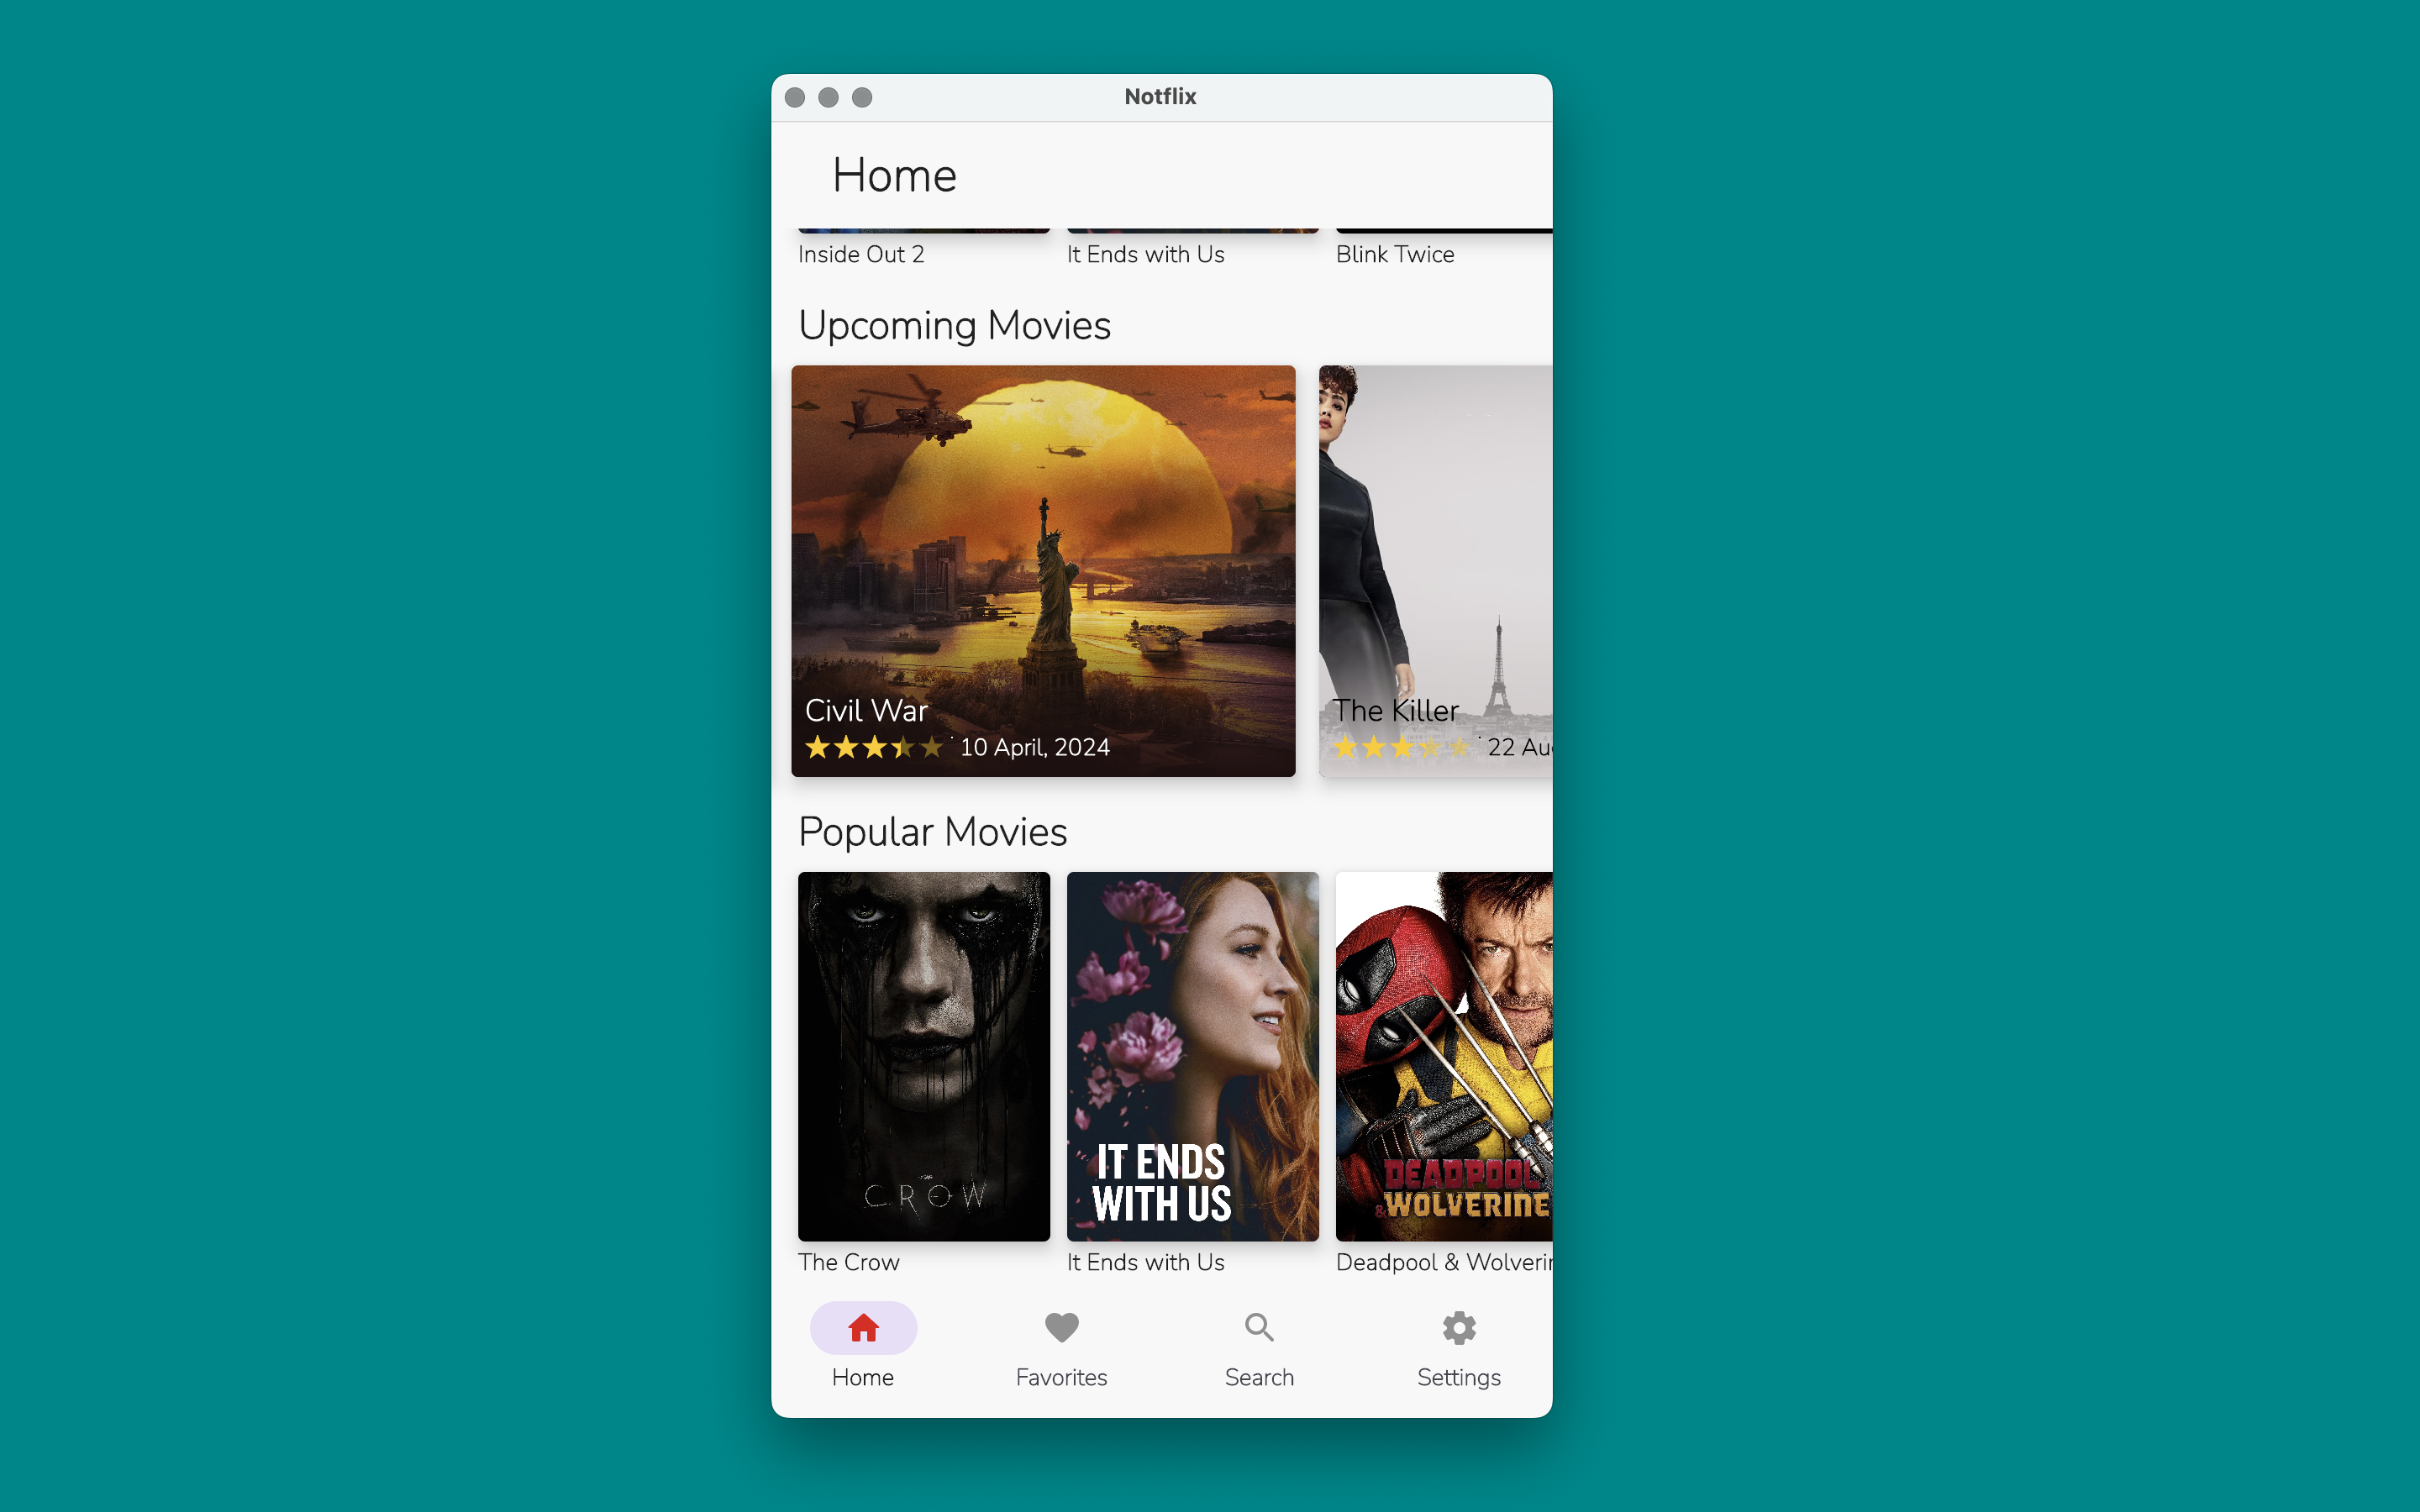 Notflix
Home
Inside Out 2
It Ends with Us
Blink Twice
Upcoming Movies
Civil War
10 April, 2024
The Killer
22 Au
Popular Movies
THE CROW
IT ENDS
WITH US
DEADPOOL
& WOLVERINE
The Crow
It Ends with Us
Deadpool & Wolverin
Home
Favorites
Search
Settings